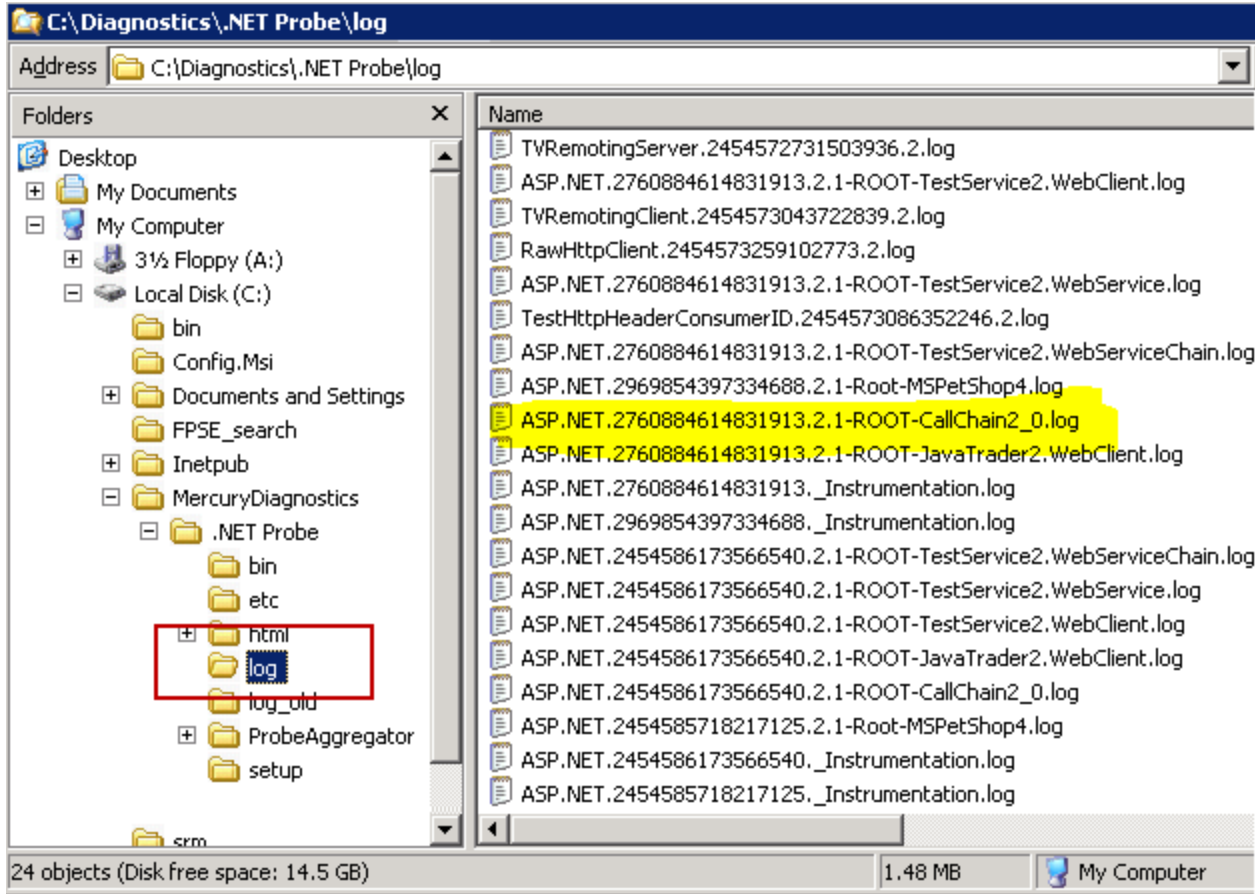 C:\Diagnostics\.NET Probe\log
Address C:\Diagnostics\.NET Probe\log
Folders
Desktop
My Documents
My Computer
3½ Floppy (A:)
Local Disk (C:)
bin
Config.Msi
Documents and Settings
FPSE_search
Inetpub
MercuryDiagnostics
.NET Probe
bin
etc
html
log
log_old
ProbeAggregator
setup
srm
Name
TVRemotingServer.2454572731503936.2.log
ASP.NET.2760884614831913.2.1-ROOT-TestService2.WebClient.log
TVRemotingClient.2454573043722839.2.log
RawHttpClient.2454573259102773.2.log
ASP.NET.2760884614831913.2.1-ROOT-TestService2.WebService.log
TestHttpHeaderConsumerID.2454573086352246.2.log
ASP.NET.2760884614831913.2.1-ROOT-TestService2.WebServiceChain.log
ASP.NET.2969854397334688.2.1-Root-MSPetShop4.log
ASP.NET.2760884614831913.2.1-ROOT-CallChain2_0.log
ASP.NET.2760884614831913.2.1-ROOT-JavaTrader2.WebClient.log
ASP.NET.2760884614831913._Instrumentation.log
ASP.NET.2969854397334688._Instrumentation.log
ASP.NET.2454586173566540.2.1-ROOT-TestService2.WebServiceChain.log
ASP.NET.2454586173566540.2.1-ROOT-TestService2.WebService.log
ASP.NET.2454586173566540.2.1-ROOT-TestService2.WebClient.log
ASP.NET.2454586173566540.2.1-ROOT-JavaTrader2.WebClient.log
ASP.NET.2454586173566540.2.1-ROOT-CallChain2_0.log
ASP.NET.2454585718217125.2.1-Root-MSPetShop4.log
ASP.NET.2454586173566540._Instrumentation.log
ASP.NET.2454585718217125._Instrumentation.log
24 objects (Disk free space: 14.5 GB)
1.48 MB
My Computer